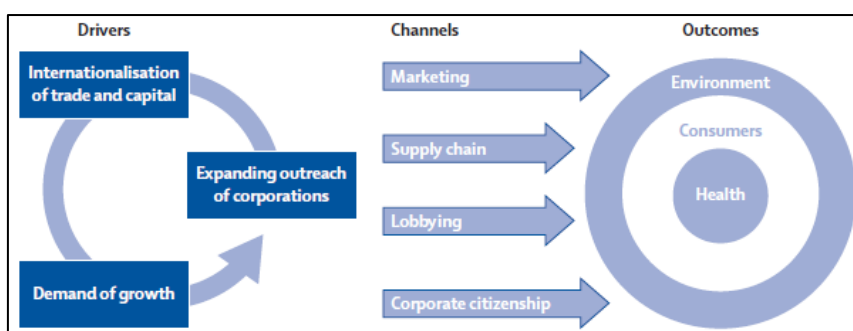 Drivers
Channels
Outcomes
Internationalisation
of trade and capital
Expanding outreach
of corporations
Demand of growth
Marketing
Supply chain
Lobbying
Corporate citizenship
Environment
Consumers
Health